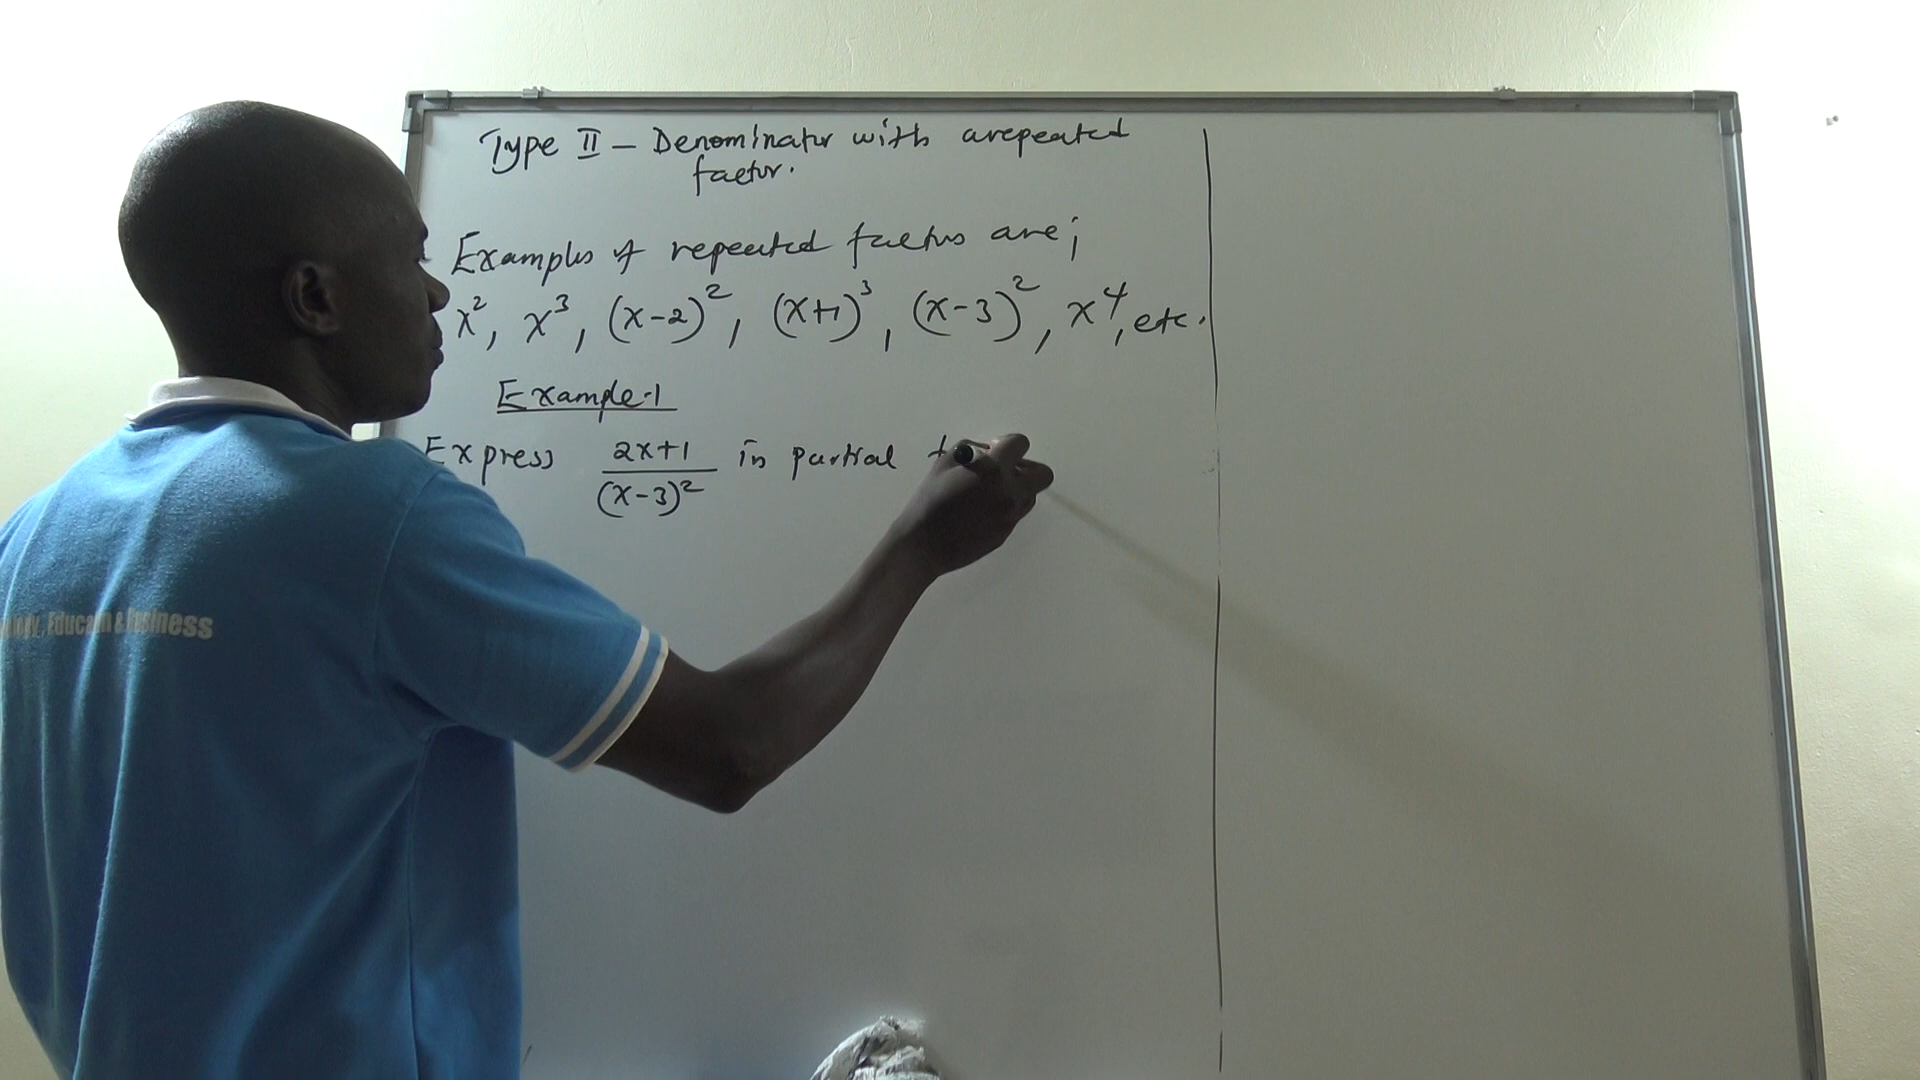 Type II – Denominator with a repeated
factor.
Examples of repeated factors are;
x², x³, (x-2)², (x+1)³, (x-3)², x⁴, etc.
Example 1
Express (2x+1)/(x-3)² in partial
& Business